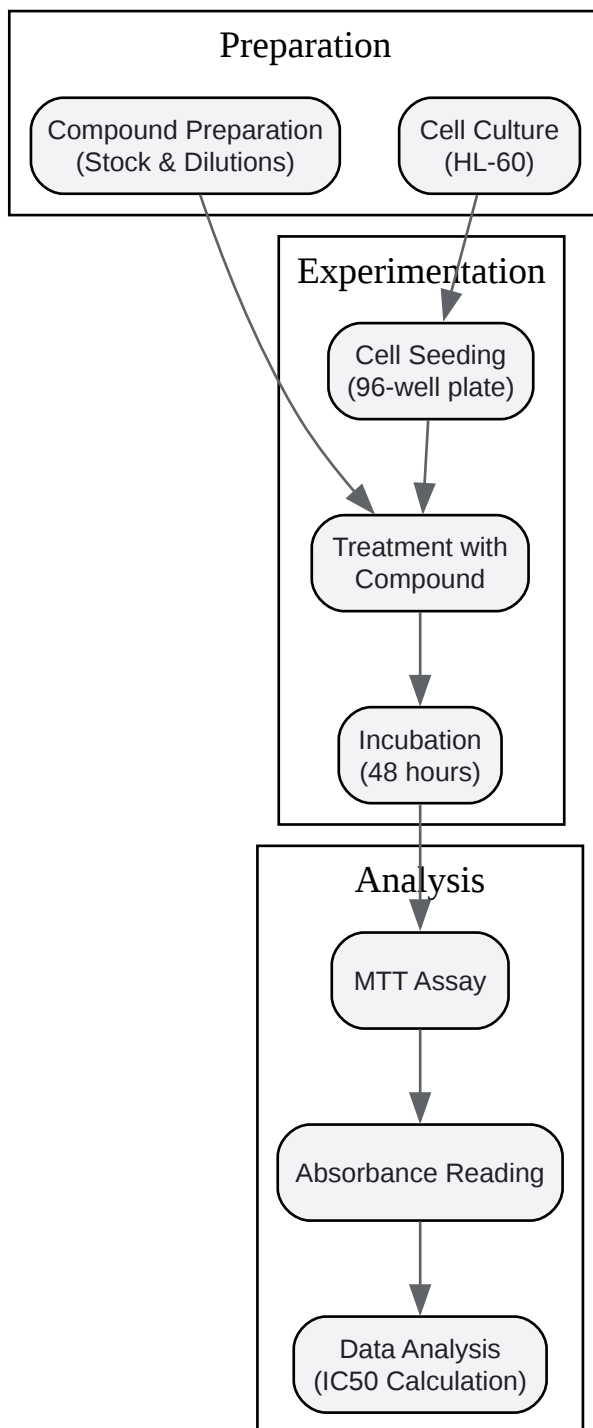 Preparation
Compound Preparation
(Stock & Dilutions)
Cell Culture
(HL-60)
Experimentation
Cell Seeding
(96-well plate)
Treatment with
Compound
Incubation
(48 hours)
Analysis
MTT Assay
Absorbance Reading
Data Analysis
(IC50 Calculation)